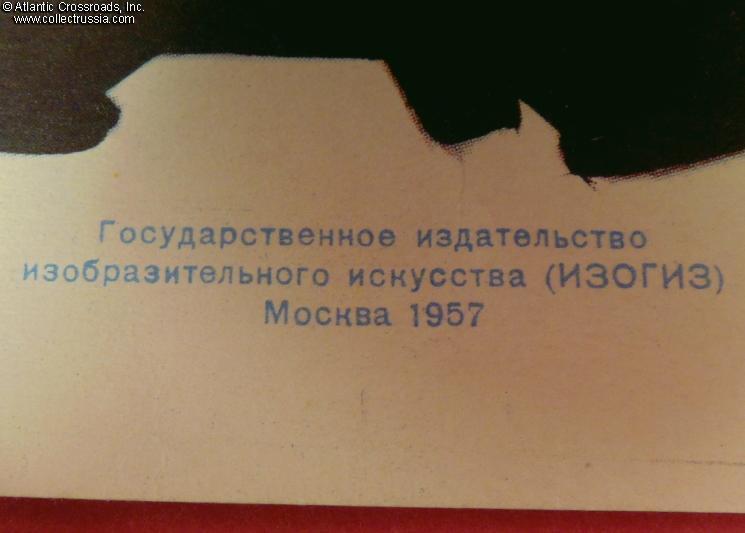 © Atlantic Crossroads, Inc.
www.collectrussia.com
Государственное издательство
изобразительного искусства (ИЗОГИЗ)
Москва 1957